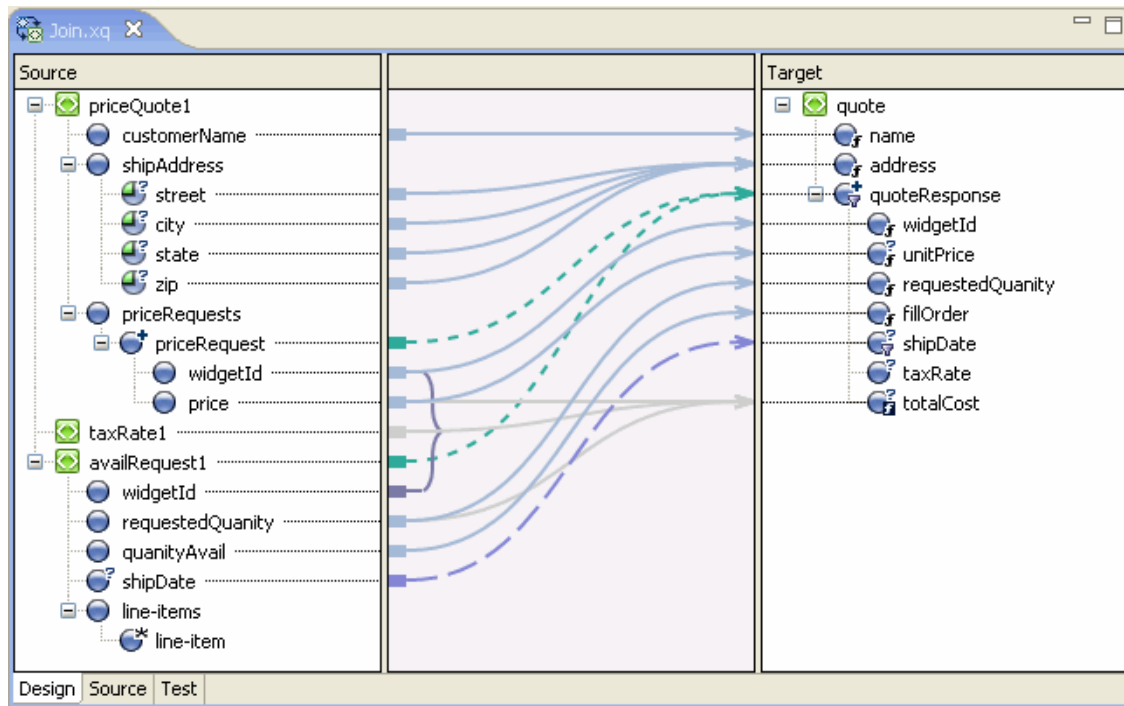 Join.xq
Source
Target
priceQuote1
customerName
shipAddress
street
city
state
zip
priceRequests
priceRequest
widgetId
price
taxRate1
availRequest1
widgetId
requestedQuanity
quanityAvail
shipDate
line-items
line-item
quote
name
address
quoteResponse
widgetId
unitPrice
requestedQuanity
fillOrder
shipDate
taxRate
totalCost
Design Source Test